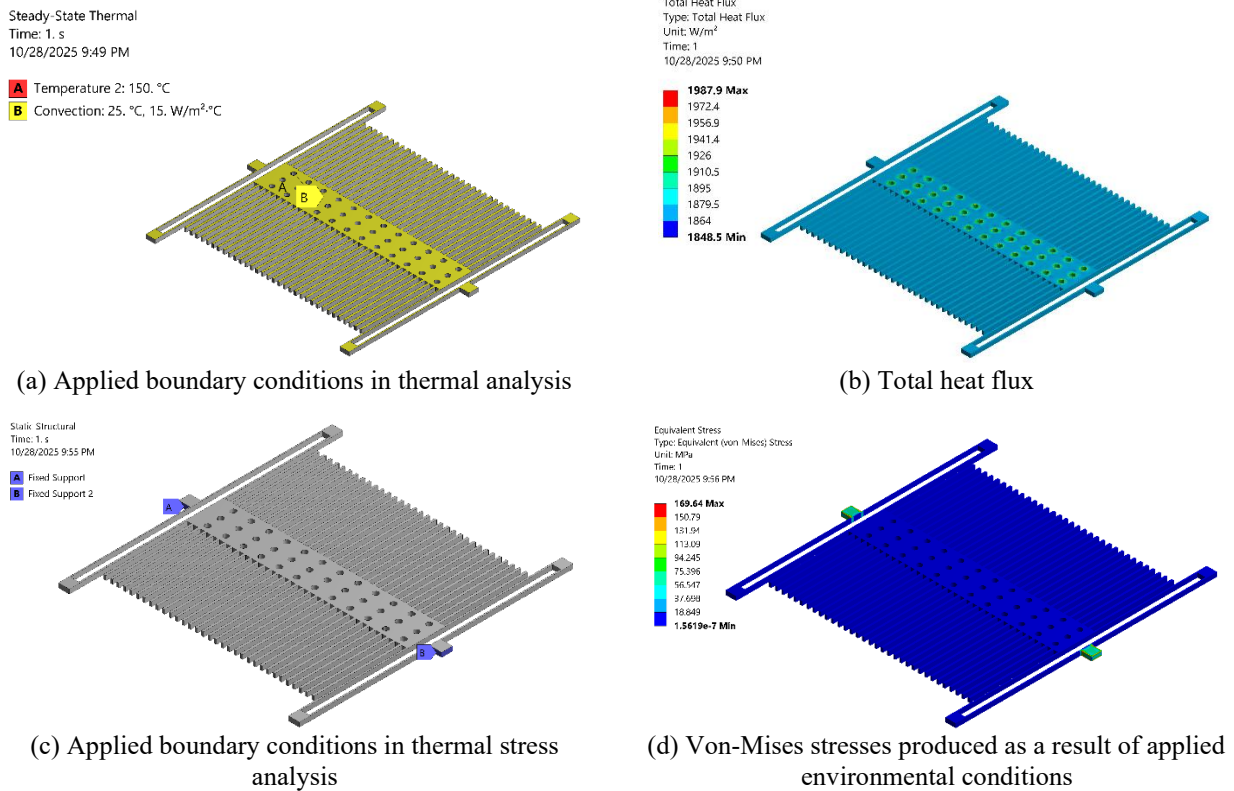 Steady-State Thermal
Time: 1. s
10/28/2025 9:49 PM
A Temperature 2: 150. °C
B Convection: 25. °C, 15. W/m²·°C
A
B
Total Heat Flux
Type: Total Heat Flux
Unit: W/m²
Time: 1
10/28/2025 9:50 PM
1987.9 Max
1972.4
1956.9
1941.4
1926
1910.5
1895
1879.5
1864
1848.5 Min
(a) Applied boundary conditions in thermal analysis
(b) Total heat flux
Static Structural
Time: 1. s
10/28/2025 9:55 PM
A Fixed Support
B Fixed Support 2
A
B
Equivalent Stress
Type: Equivalent (von-Mises) Stress
Unit: MPa
Time: 1
10/28/2025 9:56 PM
169.64 Max
150.79
131.94
113.09
94.245
75.396
56.547
37.698
18.849
1.5619e-7 Min
(c) Applied boundary conditions in thermal stress
analysis
(d) Von-Mises stresses produced as a result of applied
environmental conditions